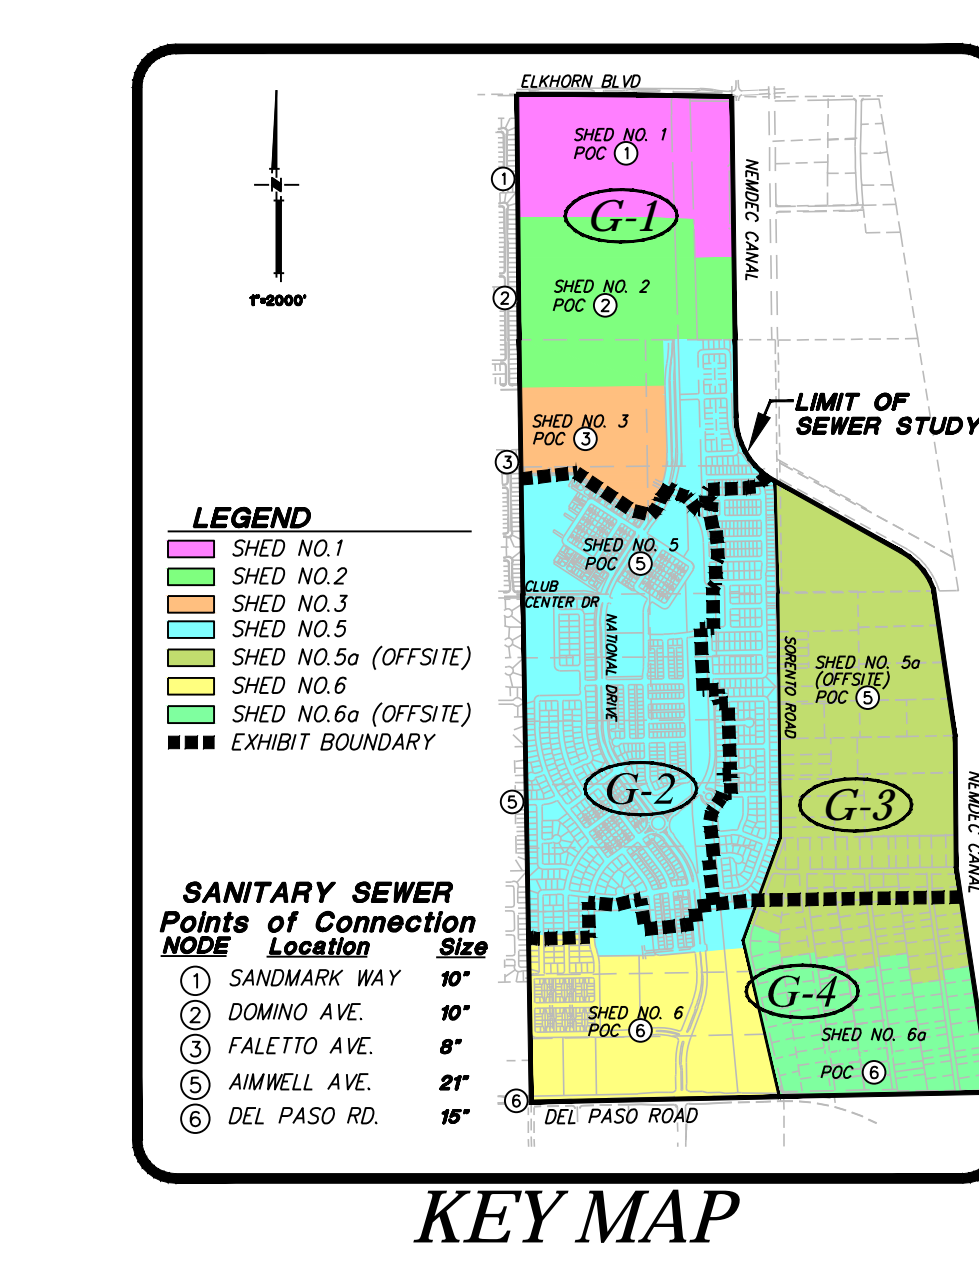 ELKHORN BLVD
SHED NO. 1
POC 1
1
NEMDEC CANAL
G-1
N
1"=2000'
2
SHED NO. 2
POC 2
LIMIT OF
SEWER STUDY
SHED NO. 3
POC 3
3
LEGEND
SHED NO.1
SHED NO.2
SHED NO.3
SHED NO.5
SHED NO.5a (OFFSITE)
SHED NO.6
SHED NO.6a (OFFSITE)
EXHIBIT BOUNDARY
SHED NO. 5
POC 5
CLUB
CENTER DR
NATIONAL DRIVE
SORENTO ROAD
SHED NO. 5a
(OFFSITE)
POC 5
5
G-2
G-3
NEMDEC CANAL
SANITARY SEWER
Points of Connection
NODE Location Size
1 SANDMARK WAY 10"
2 DOMINO AVE. 10"
3 FALETTO AVE. 8"
5 AIMWELL AVE. 21"
6 DEL PASO RD. 15"
G-4
SHED NO. 6
POC 6
SHED NO. 6a
POC 6
6
DEL PASO ROAD
KEY MAP